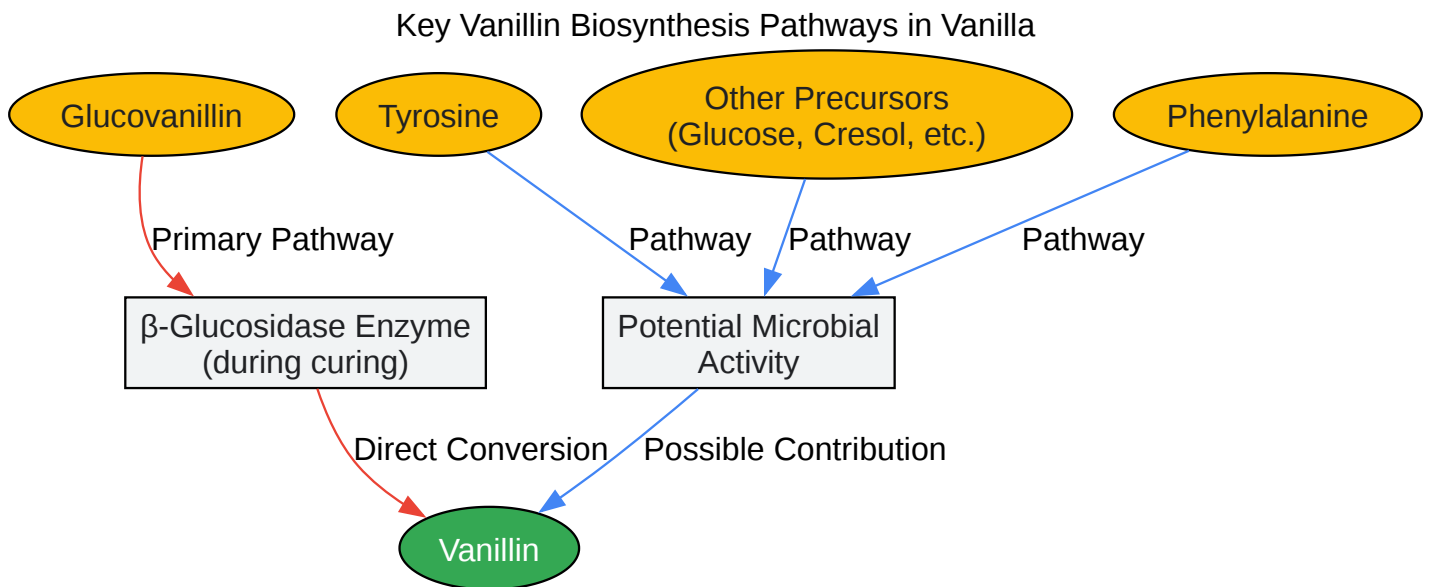 Key Vanillin Biosynthesis Pathways in Vanilla
Glucovanillin
Tyrosine
Other Precursors
(Glucose, Cresol, etc.)
Phenylalanine
Primary Pathway
Pathway
Pathway
Pathway
β-Glucosidase Enzyme
(during curing)
Potential Microbial
Activity
Direct Conversion
Possible Contribution
Vanillin